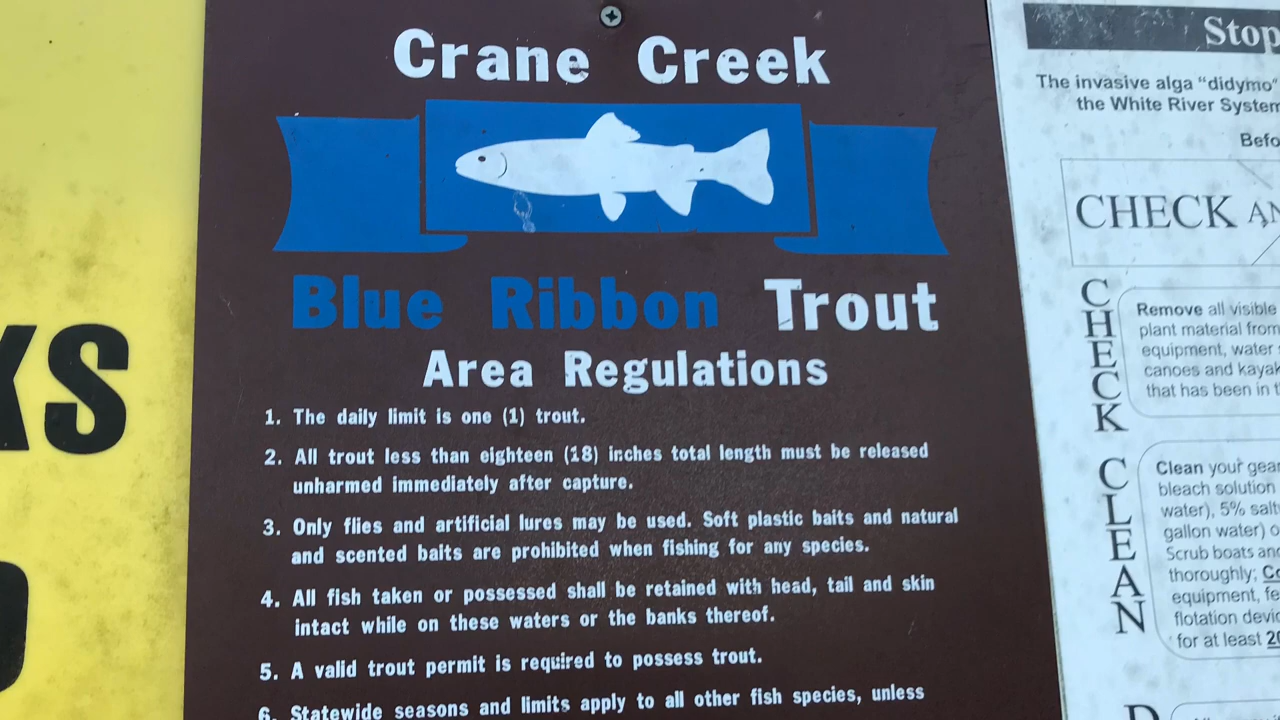 KS
Crane Creek
Blue Ribbon Trout
Area Regulations
1. The daily limit is one (1) trout.
2. All trout less than eighteen (18) inches total length must be released
unharmed immediately after capture.
3. Only flies and artificial lures may be used. Soft plastic baits and natural
and scented baits are prohibited when fishing for any species.
4. All fish taken or possessed shall be retained with head, tail and skin
intact while on these waters or the banks thereof.
5. A valid trout permit is required to possess trout.
6. Statewide seasons and limits apply to all other fish species, unless
Stop
The invasive alga "didymo"
the White River System
CHECK
CHECK
Remove all visible
plant material from
equipment, water
canoes and kayak
that has been in
CLEAN
Clean your gear
bleach solution
water), 5% salt
gallon water)
Scrub boats and
thoroughly;
equipment,
flotation
for at least 20